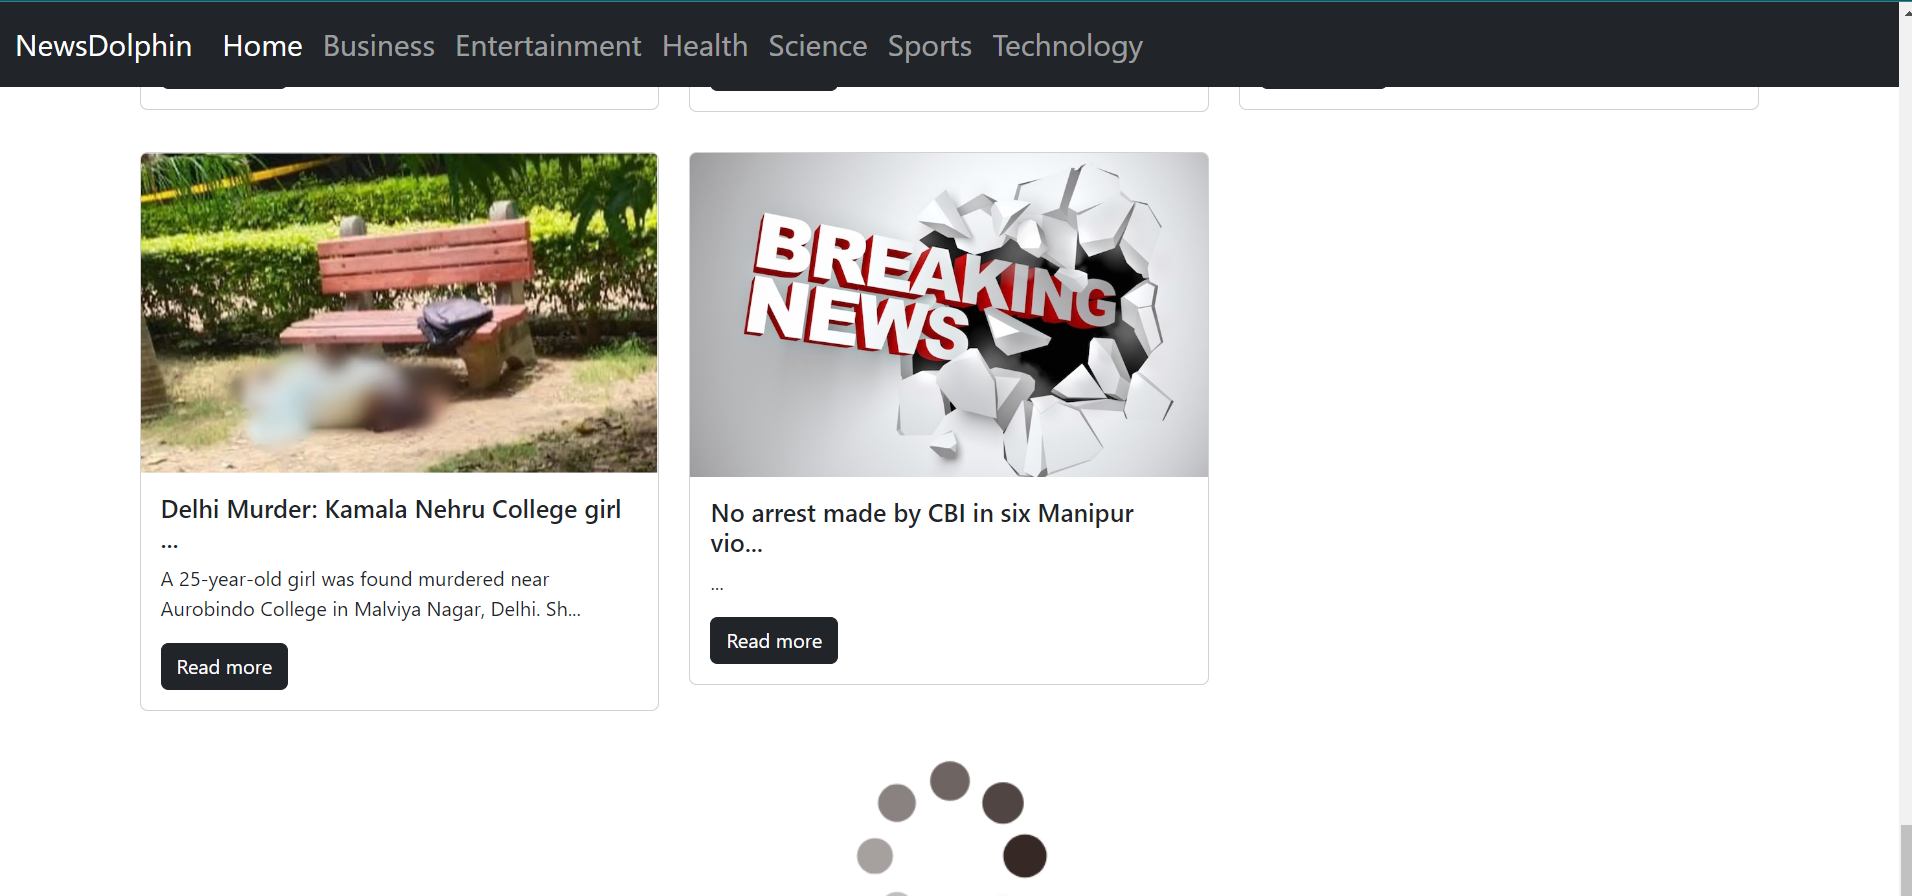 NewsDolphin Home Business Entertainment Health Science Sports Technology
BREAKING
NEWS
Delhi Murder: Kamala Nehru College girl
...
A 25-year-old girl was found murdered near
Aurobindo College in Malviya Nagar, Delhi. Sh...
Read more
No arrest made by CBI in six Manipur
vio...
...
Read more